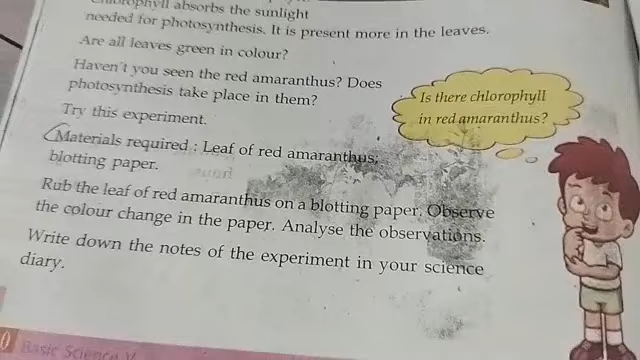 Chlorophyll absorbs the sunlight
needed for photosynthesis. It is present more in the leaves.
Are all leaves green in colour?
Haven't you seen the red amaranthus? Does
photosynthesis take place in them?
Try this experiment.
Materials required : Leaf of red amaranthus,
blotting paper.
Rub the leaf of red amaranthus on a blotting paper. Observe
the colour change in the paper. Analyse the observations.
Write down the notes of the experiment in your science
diary.
Is there chlorophyll
in red amaranthus?
Basic Science V